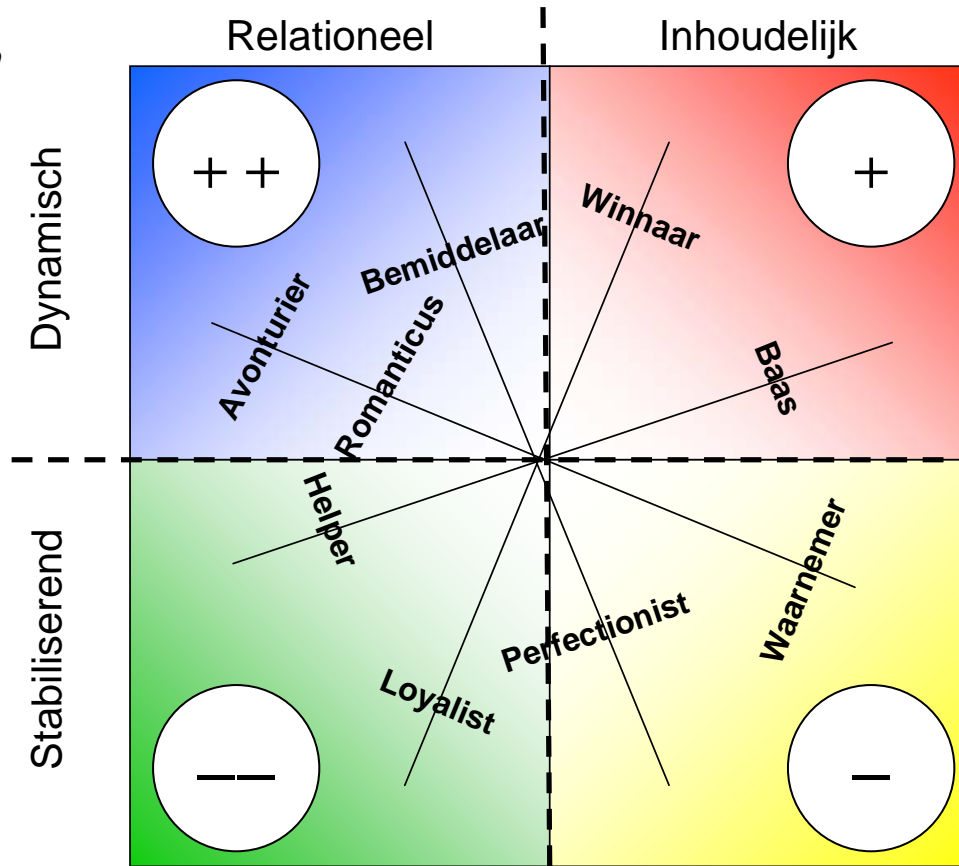 Relationeel
Inhoudelijk
Dynamisch
+ +
+
Winnaar
Bemiddelaar
Avonturier
Romanticus
Baas
Stabiliserend
Helper
Waarnemer
Perfectionist
Loyalist
— —
—